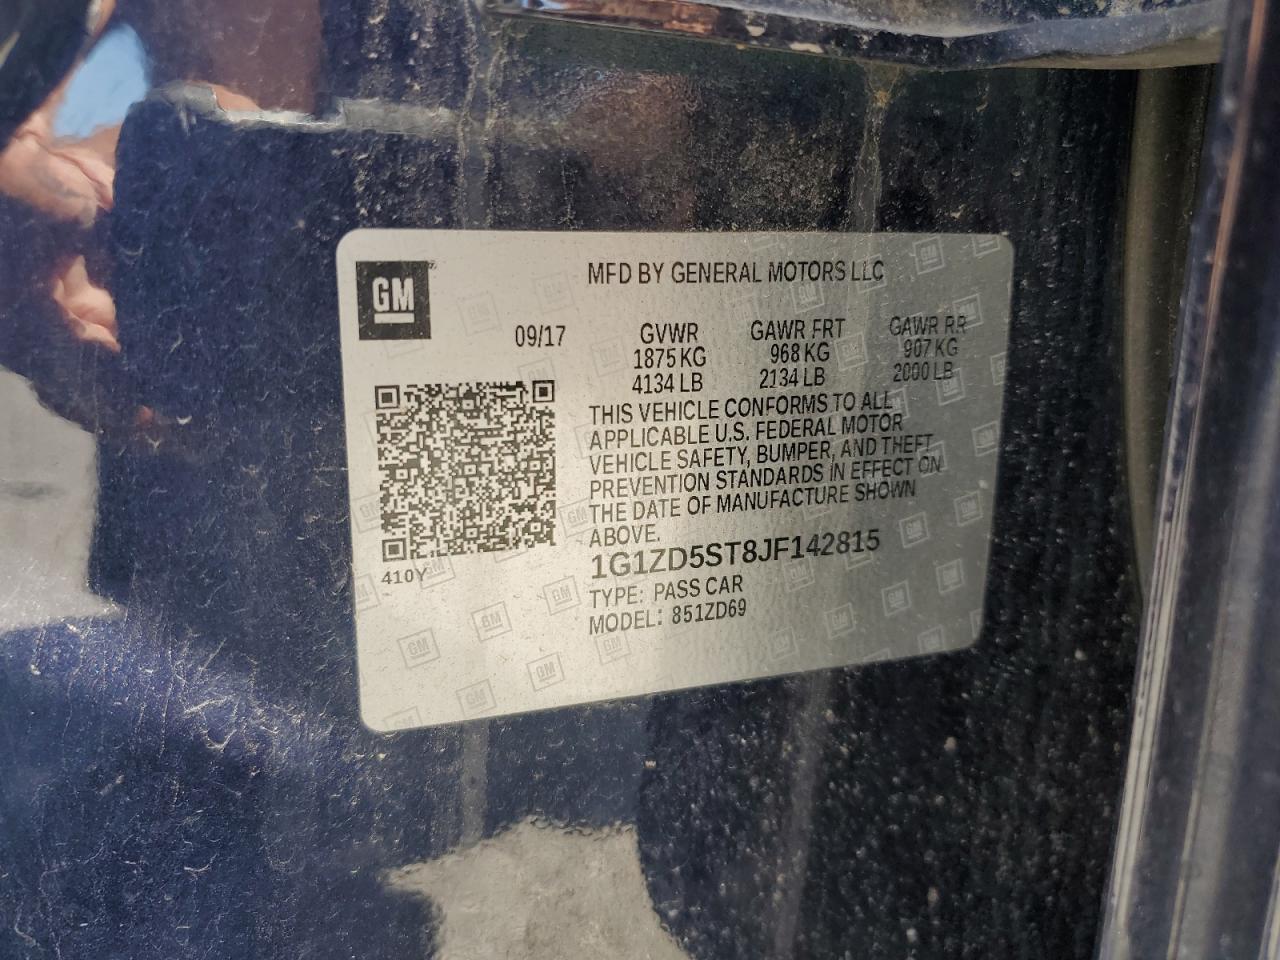 GM
MFD BY GENERAL MOTORS LLC
09/17 GVWR GAWR FRT GAWR RR
1875 KG 968 KG 907 KG
4134 LB 2134 LB 2000 LB
THIS VEHICLE CONFORMS TO ALL
APPLICABLE U.S. FEDERAL MOTOR
VEHICLE SAFETY, BUMPER, AND THEFT
PREVENTION STANDARDS IN EFFECT ON
THE DATE OF MANUFACTURE SHOWN
ABOVE.
410Y
1G1ZD5ST8JF142815
TYPE: PASS CAR
MODEL: 851ZD69